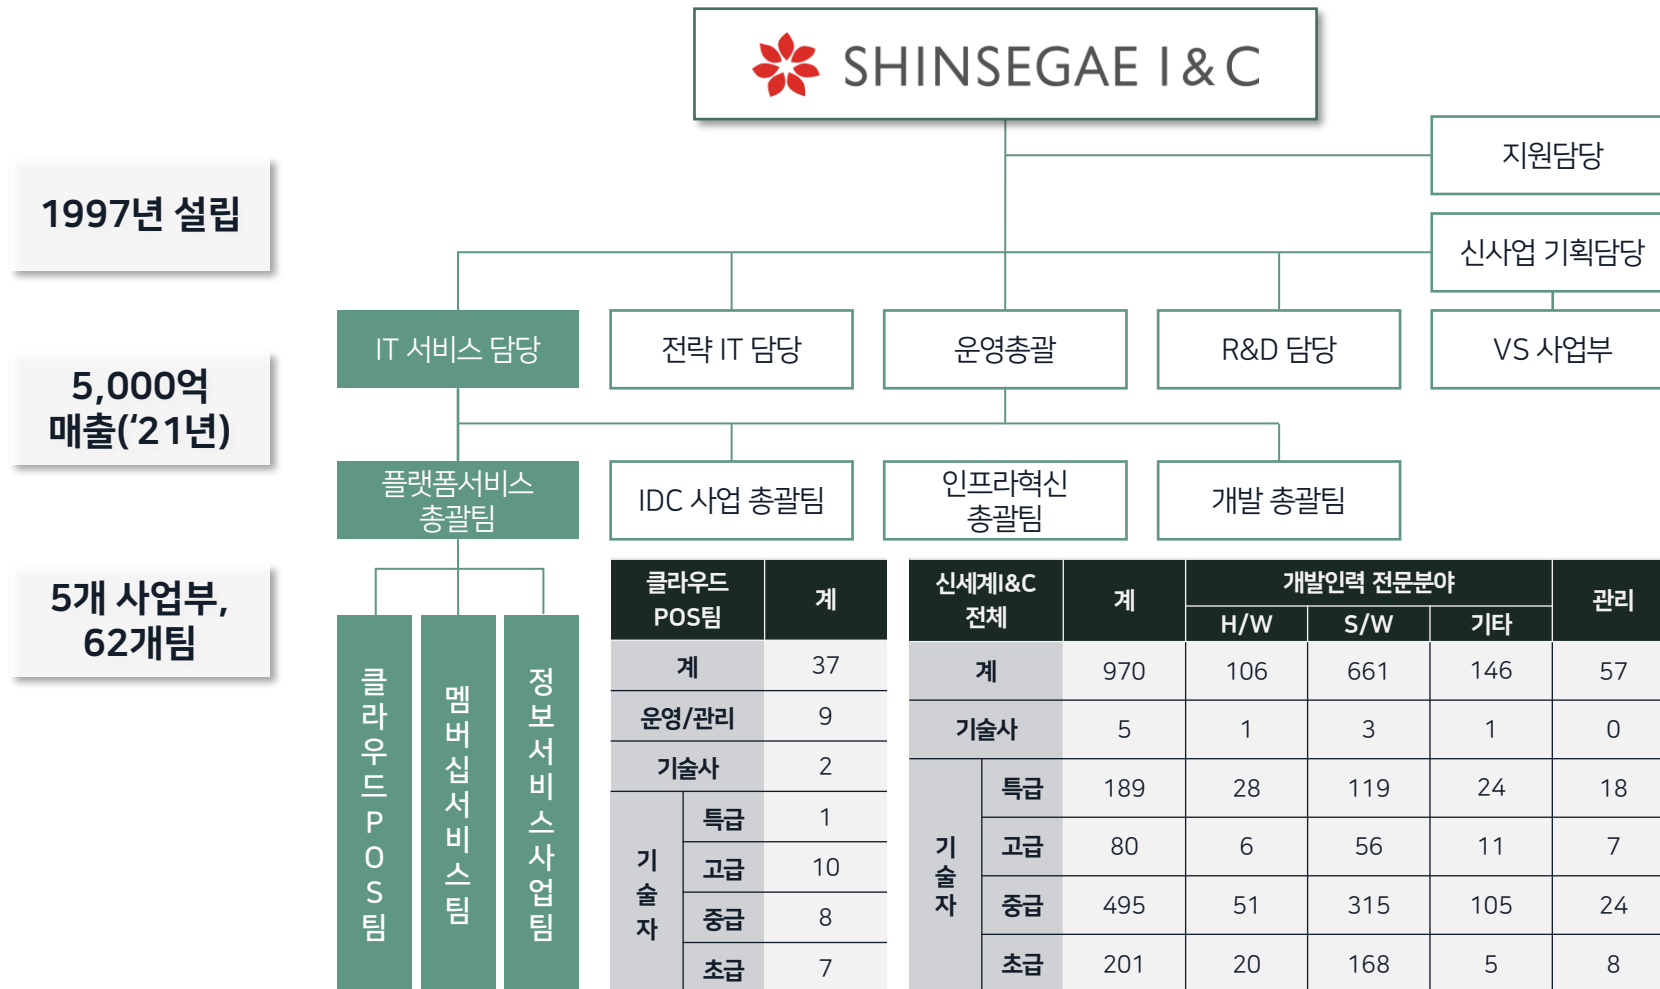 SHINSEGAE I&C
지원담당
1997년 설립
신사업 기획담당
IT 서비스 담당
전략 IT 담당
운영총괄
R&D 담당
VS 사업부
5,000억
매출(‘21년)
플랫폼서비스
총괄팀
IDC 사업 총괄팀
인프라혁신
총괄팀
개발 총괄팀
5개 사업부,
62개팀
클라우드POS팀
멤버십서비스팀
정보서비스사업팀
클라우드
POS팀
계
계 37
운영/관리 9
기술사 2
기술자
특급 1
고급 10
중급 8
초급 7
신세계I&C
전체
계
개발인력 전문분야
관리
H/W S/W 기타
계 970 106 661 146 57
기술사 5 1 3 1 0
기술자
특급 189 28 119 24 18
고급 80 6 56 11 7
중급 495 51 315 105 24
초급 201 20 168 5 8